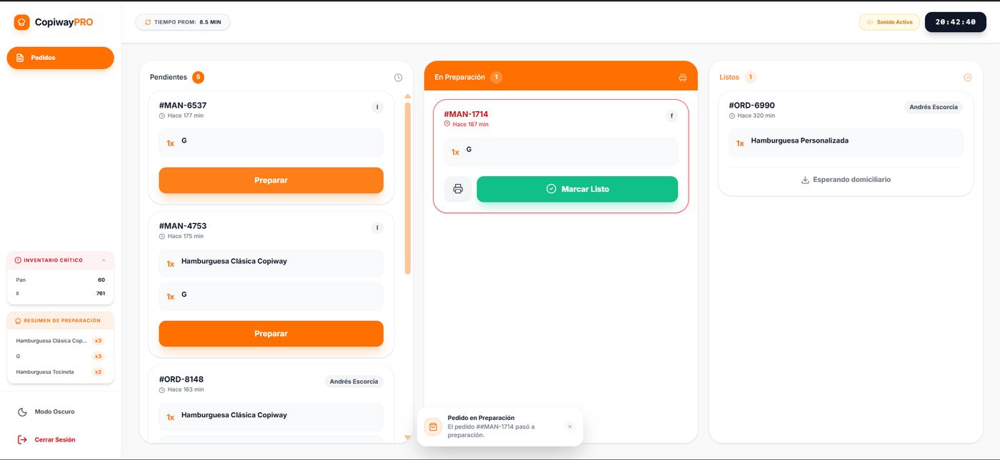 CopiwayPRO
TIEMPO PROM: 8.5 MIN
Sonido Activo
20:42:40
Pedidos
INVENTARIO CRÍTICO
Pan 60
RESUMEN DE PREPARACIÓN
Hamburguesa Clásica Cop... x3
G x3
Hamburguesa Tocineta x2
Modo Oscuro
Cerrar Sesión
Pendientes 5
#MAN-6537
Hace 177 min
1x G
Preparar
#MAN-4753
Hace 175 min
1x Hamburguesa Clásica Copiway
1x G
Preparar
#ORD-8148 Andrés Escorcia
Hace 163 min
1x Hamburguesa Clásica Copiway
En Preparación 1
#MAN-1714 f
Hace 187 min
1x G
Marcar Listo
Listos 1
#ORD-6990 Andrés Escorcia
Hace 320 min
1x Hamburguesa Personalizada
Esperando domiciliario
Pedido en Preparación
El pedido ##MAN-1714 pasó a
preparación.